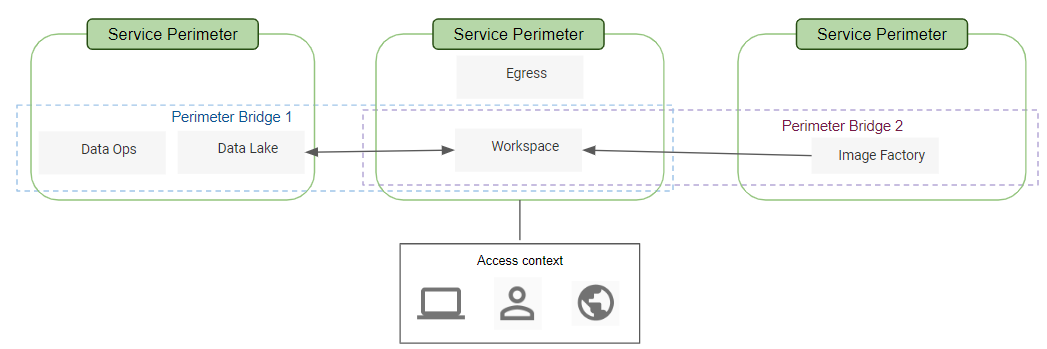 Service Perimeter
Service Perimeter
Service Perimeter
Egress
Perimeter Bridge 1
Perimeter Bridge 2
Data Ops
Data Lake
Workspace
Image Factory
Access context